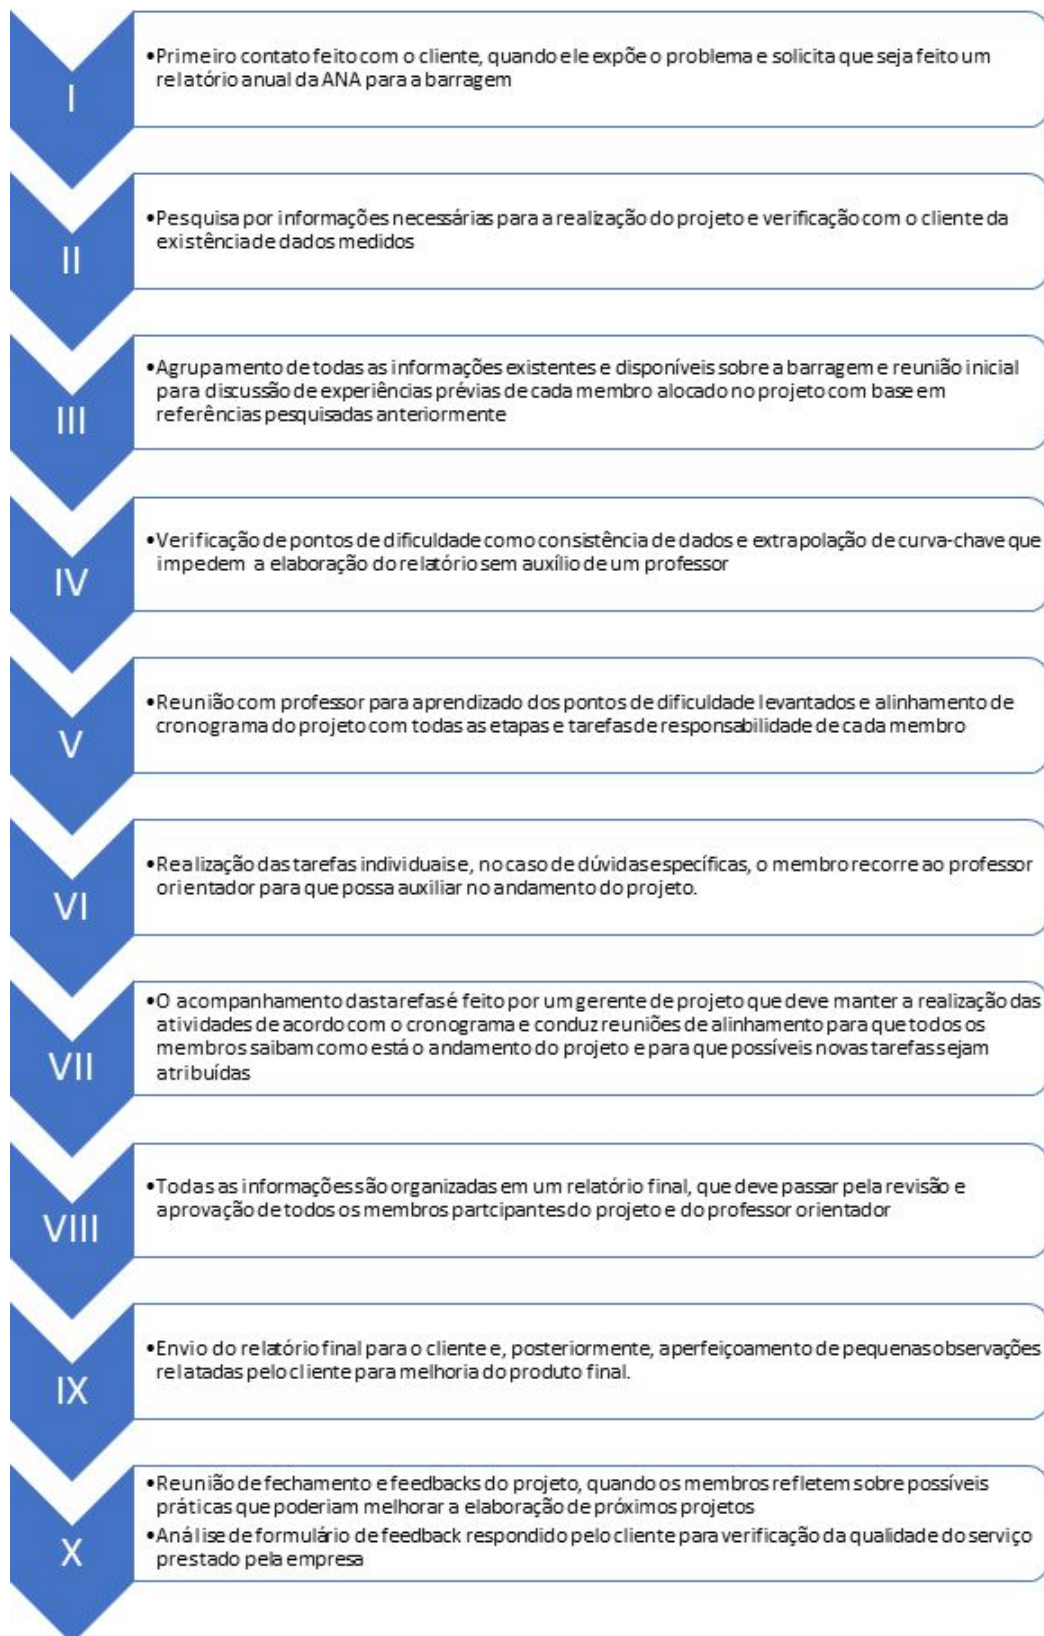 I
•Primeiro contato feito com o cliente, quando ele expõe o problema e solicita que seja feito um
relatório anual da ANA para a barragem
II
•Pesquisa por informações necessárias para a realização do projeto e verificação com o cliente da
existência de dados medidos
III
•Agrupamento de todas as informações existentes e disponíveis sobre a barragem e reunião inicial
para discussão de experiências prévias de cada membro alocado no projeto com base em
referências pesquisadas anteriormente
IV
•Verificação de pontos de dificuldade como consistência de dados e extrapolação de curva-chave que
impedem a elaboração do relatório sem auxílio de um professor
V
•Reunião com professor para aprendizado dos pontos de dificuldade levantados e alinhamento de
cronograma do projeto com todas as etapas e tarefas de responsabilidade de cada membro
VI
•Realização das tarefas individuais e, no caso de dúvidas específicas, o membro recorre ao professor
orientador para que possa auxiliar no andamento do projeto.
VII
•O acompanhamento das tarefas é feito por um gerente de projeto que deve manter a realização das
atividades de acordo com o cronograma e conduz reuniões de alinhamento para que todos os
membros saibam como está o andamento do projeto e para que possíveis novas tarefas sejam
atribuídas
VIII
•Todas as informações são organizadas em um relatório final, que deve passar pela revisão e
aprovação de todos os membros partcipantes do projeto e do professor orientador
IX
•Envio do relatório final para o cliente e, posteriormente, aperfeiçoamento de pequenas observações
relatadas pelo cliente para melhoria do produto final.
X
•Reunião de fechamento e feedbacks do projeto, quando os membros refletem sobre possíveis
práticas que poderiam melhorar a elaboração de próximos projetos
•Análise de formulário de feedback respondido pelo cliente para verificação da qualidade do serviço
prestado pela empresa